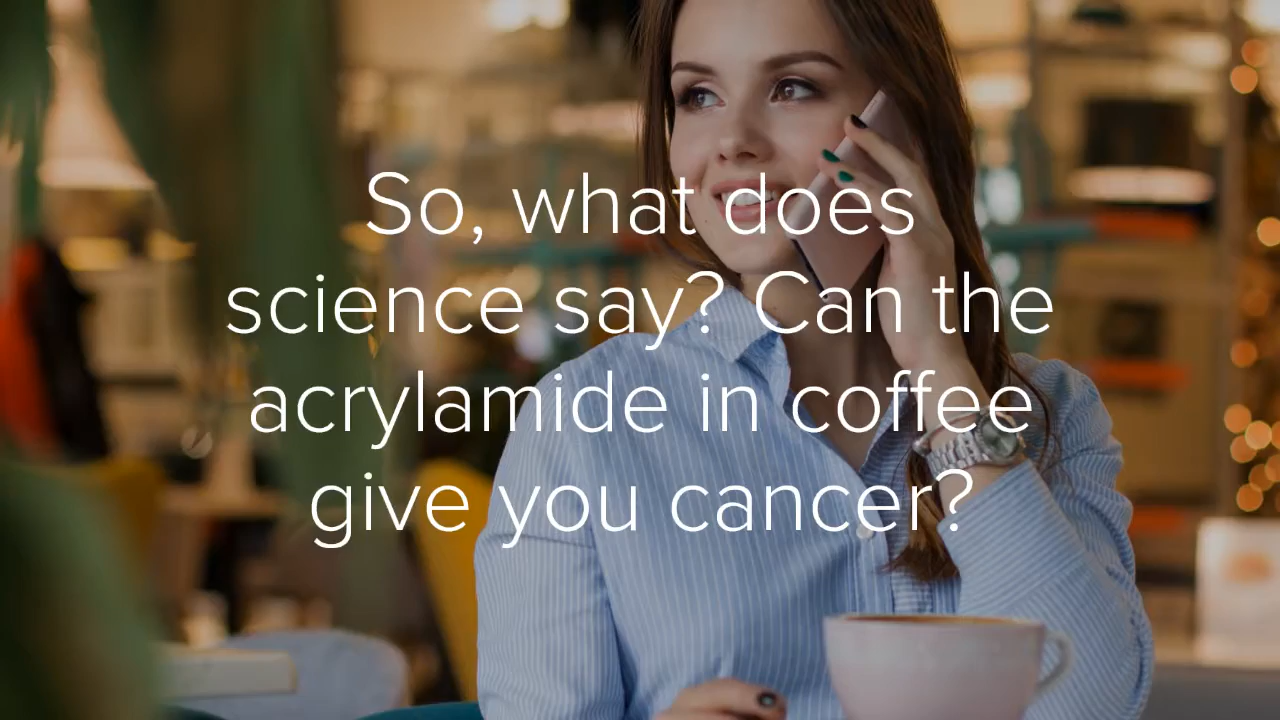 So, what does
science say? Can the
acrylamide in coffee
give you cancer?